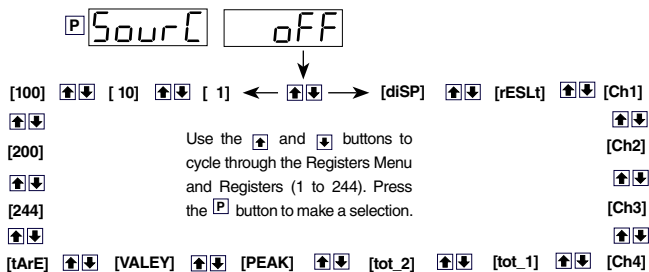 P SourC oFF
[100] [ 10] [ 1] [diSP] [rESLt] [Ch1]
[200] [Ch2]
Use the and buttons to
cycle through the Registers Menu
and Registers (1 to 244). Press
the P button to make a selection.
[244] [Ch3]
[tArE] [VALEY] [PEAK] [tot_2] [tot_1] [Ch4]